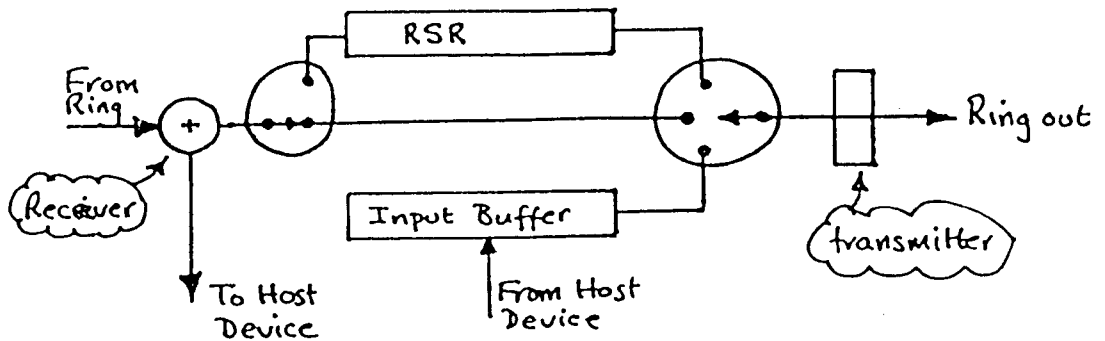 RSR
From
Ring
+
Ring out
Receiver
Input Buffer
transmitter
To Host
Device
From Host
Device